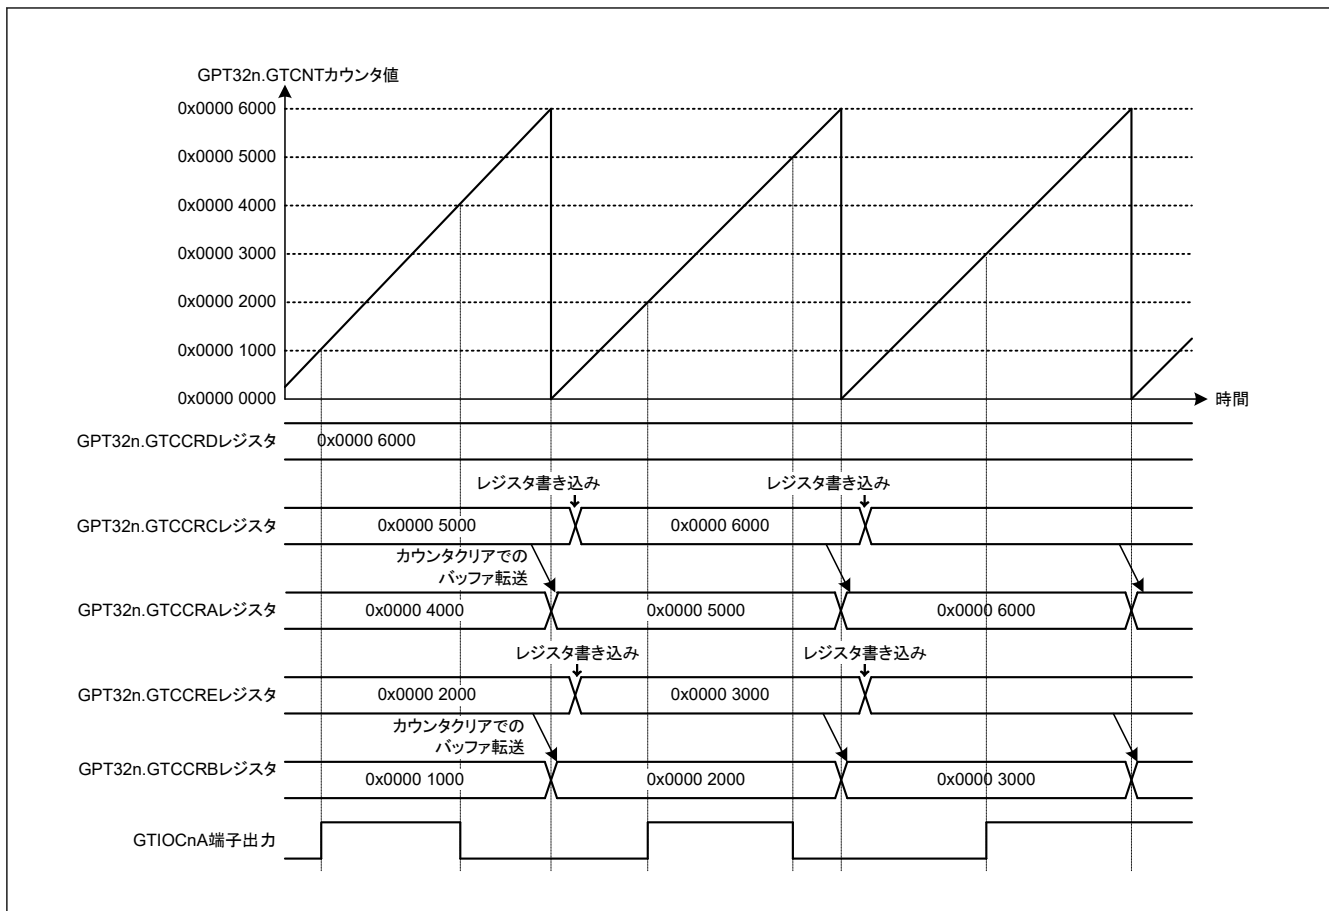 GPT32n.GTCNTカウンタ値
0x0000 6000
0x0000 5000
0x0000 4000
0x0000 3000
0x0000 2000
0x0000 1000
0x0000 0000
時間
GPT32n.GTCCRDレジスタ
0x0000 6000
レジスタ書き込み
レジスタ書き込み
GPT32n.GTCCRCレジスタ
0x0000 5000
0x0000 6000
カウンタクリアでの
バッファ転送
GPT32n.GTCCRAレジスタ
0x0000 4000
0x0000 5000
0x0000 6000
レジスタ書き込み
レジスタ書き込み
GPT32n.GTCCREレジスタ
0x0000 2000
0x0000 3000
カウンタクリアでの
バッファ転送
GPT32n.GTCCRBレジスタ
0x0000 1000
0x0000 2000
0x0000 3000
GTIOCnA端子出力